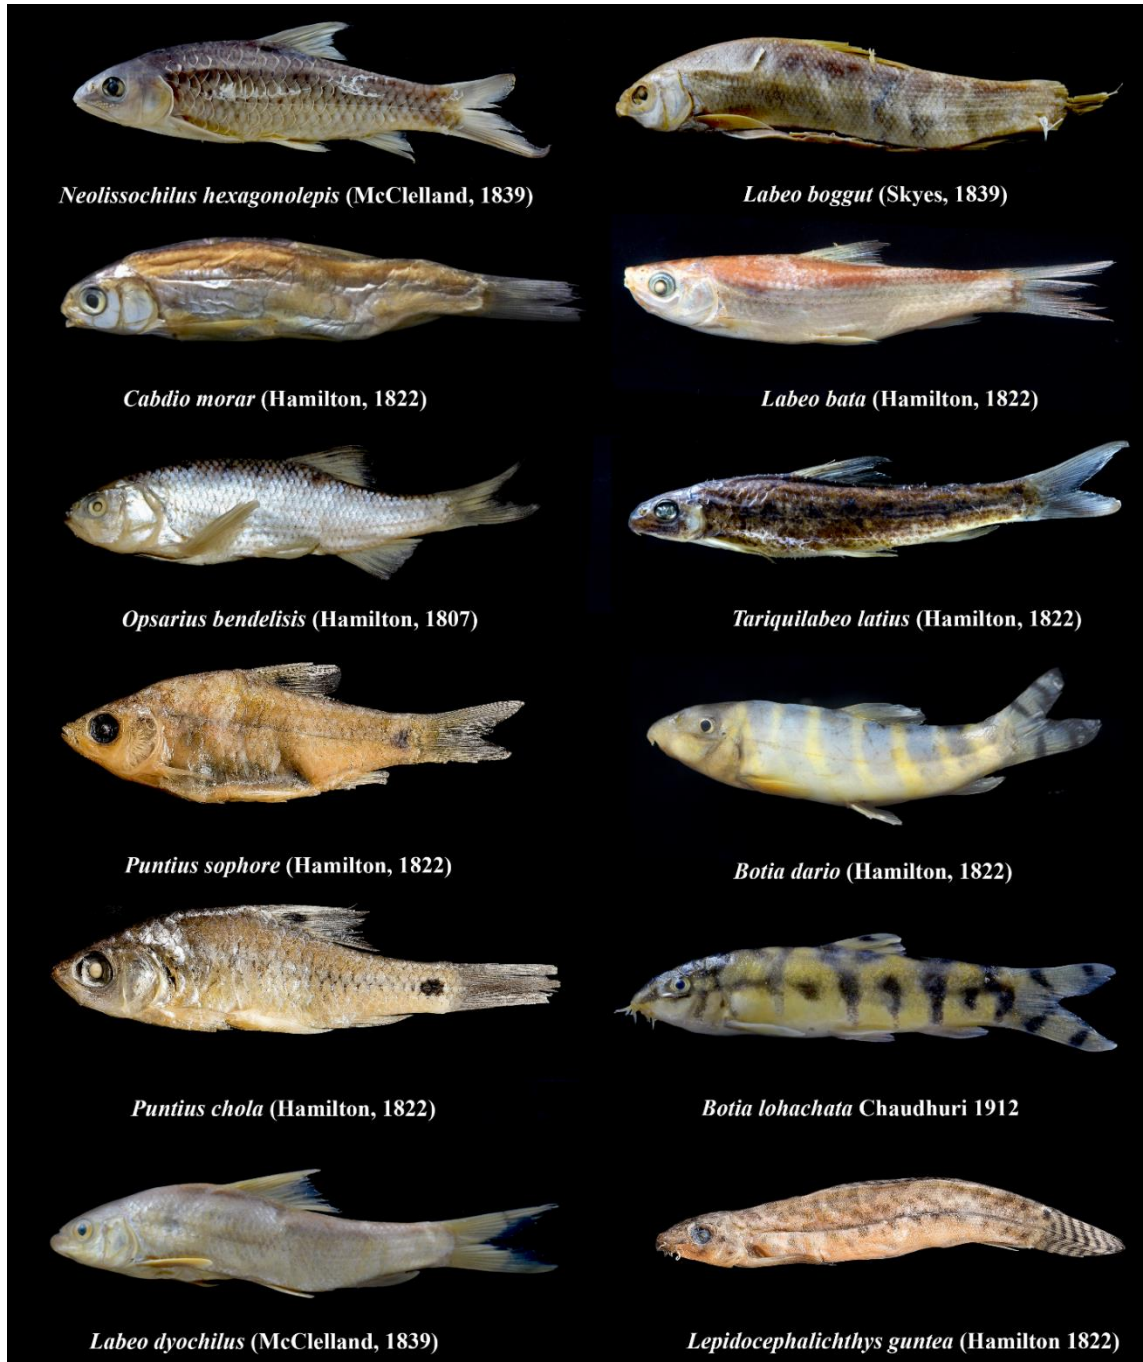 Neolissochilus hexagonolepis (McClelland, 1839)
Labeo boggut (Skyes, 1839)
Cabdio morar (Hamilton, 1822)
Labeo bata (Hamilton, 1822)
Opsarius bendelisis (Hamilton, 1807)
Tariquilabeo latius (Hamilton, 1822)
Puntius sophore (Hamilton, 1822)
Botia dario (Hamilton, 1822)
Puntius chola (Hamilton, 1822)
Botia lohachata Chaudhuri 1912
Labeo dyochilus (McClelland, 1839)
Lepidocephalichthys guntea (Hamilton 1822)